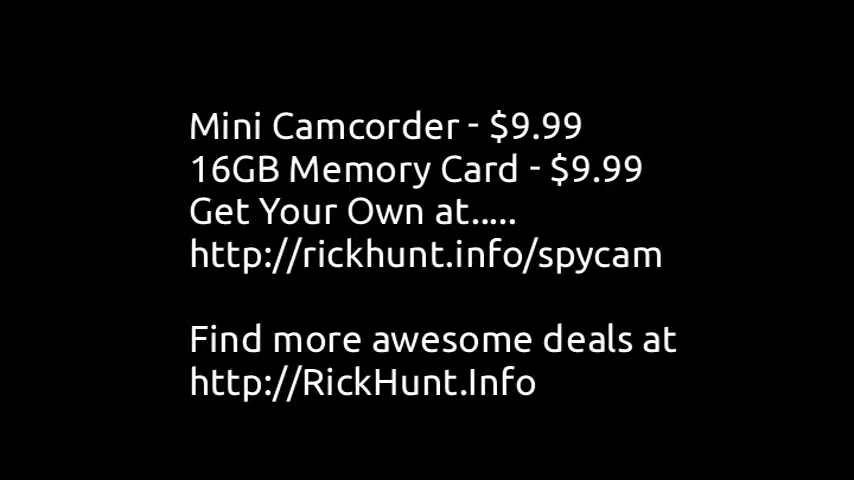 Mini Camcorder - $9.99
16GB Memory Card - $9.99
Get Your Own at.....
http://rickhunt.info/spycam
Find more awesome deals at
http://RickHunt.Info